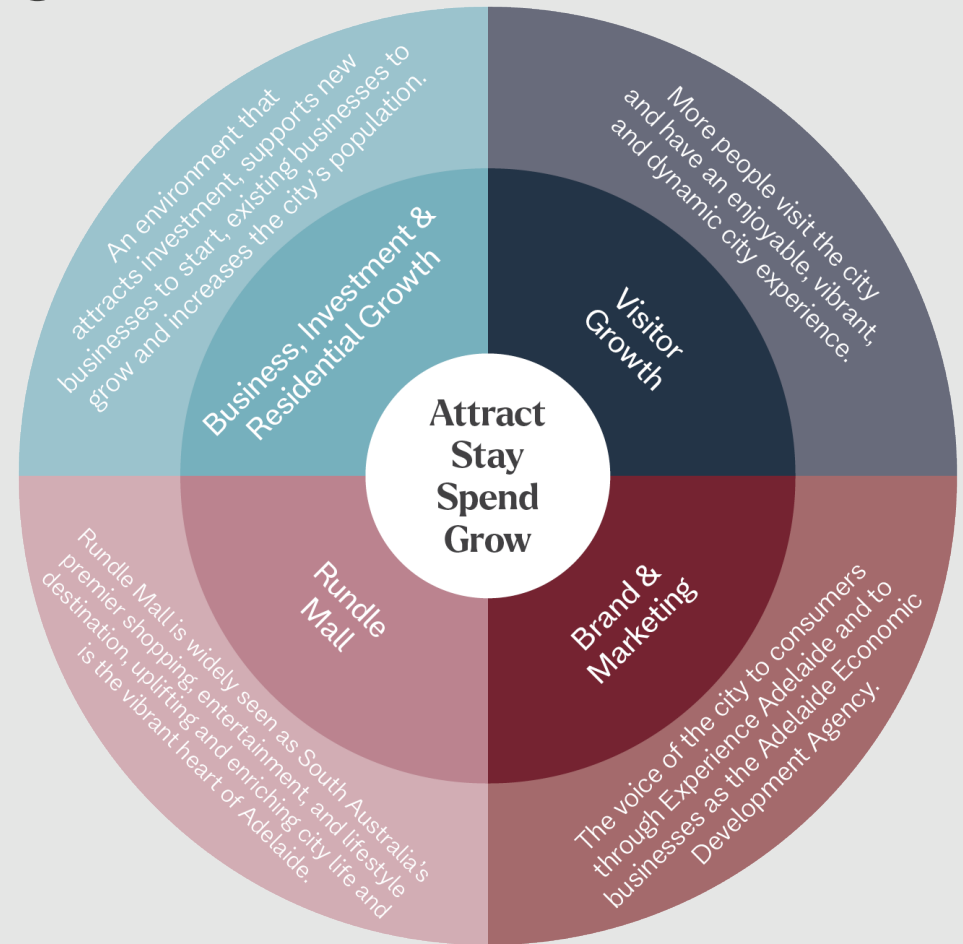 An environment that
attracts investment, supports new
businesses to start, existing businesses to
grow and increases the city's population.
Business, Investment &
Residential Growth
More people visit the city
and have an enjoyable, vibrant,
and dynamic city experience.
Visitor
Growth
Attract
Stay
Spend
Grow
Rundle
Mall
Rundle Mall is widely seen as South Australia's
premier shopping, entertainment, and lifestyle
destination, uplifting and enriching city life and
is the vibrant heart of Adelaide.
Brand &
Marketing
The voice of the city to consumers
through Experience Adelaide and to
businesses as the Adelaide Economic
Development Agency.